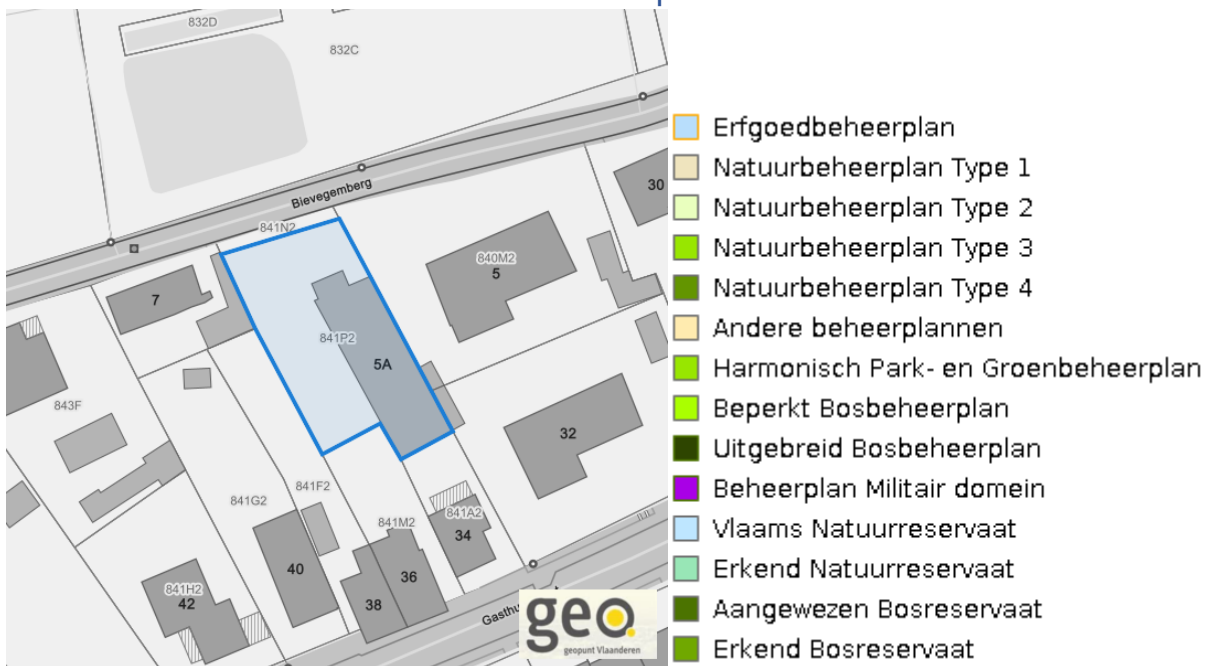 832D
832C
Bievegemberg
30
841N2
840M2
5
7
841P2
5A
843F
32
841G2
841F2
841M2
841A2
34
40
36
38
841H2
42
Gasthu
geo
geopunt Vlaanderen
Erfgoedbeheerplan
Natuurbeheerplan Type 1
Natuurbeheerplan Type 2
Natuurbeheerplan Type 3
Natuurbeheerplan Type 4
Andere beheerplannen
Harmonisch Park- en Groenbeheerplan
Beperkt Bosbeheerplan
Uitgebreid Bosbeheerplan
Beheerplan Militair domein
Vlaams Natuurreservaat
Erkend Natuurreservaat
Aangewezen Bosreservaat
Erkend Bosreservaat